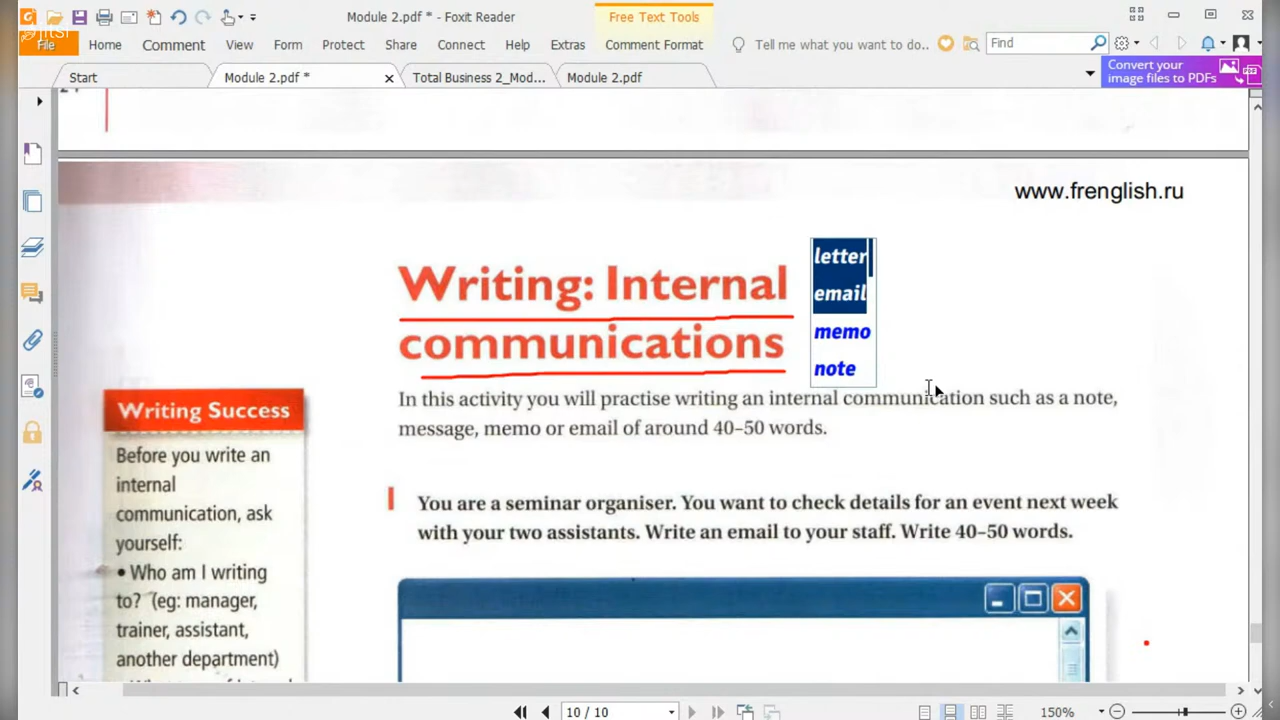 Module 2.pdf * - Foxit Reader
Free Text Tools
Jitsi
File
Home
Comment
View
Form
Protect
Share
Connect
Help
Extras
Comment Format
Tell me what you want to do..
Find
Start
Module 2.pdf *
Total Business 2_Mod...
Module 2.pdf
Convert your
image files to PDFs
www.frenglish.ru
Writing: Internal
communications
letter
email
memo
note
In this activity you will practise writing an internal communication such as a note,
message, memo or email of around 40–50 words.
Writing Success
Before you write an
internal
communication, ask
yourself:
• Who am I writing
to? (eg: manager,
trainer, assistant,
another department)
You are a seminar organiser. You want to check details for an event next week
with your two assistants. Write an email to your staff. Write 40–50 words.
10 / 10
150%